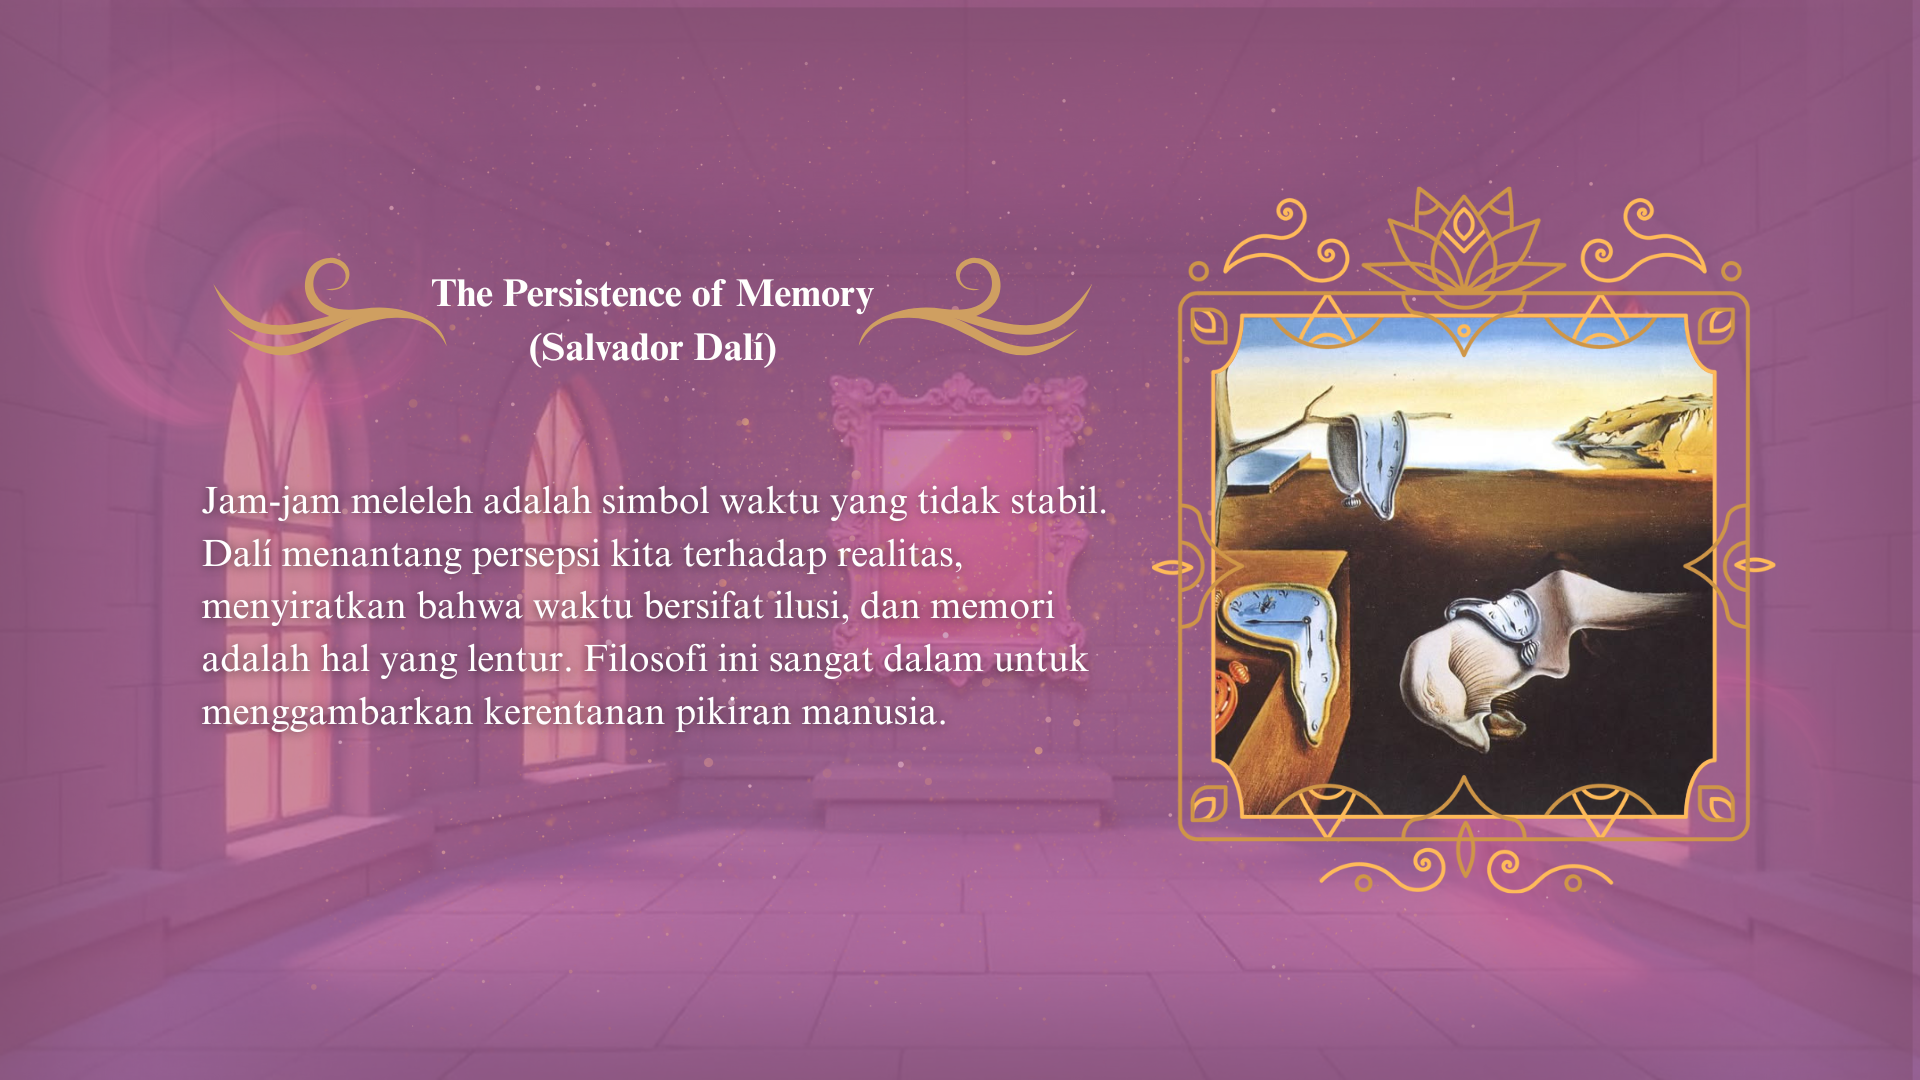 The Persistence of Memory
(Salvador Dalí)
Jam-jam meleleh adalah simbol waktu yang tidak stabil.
Dalí menantang persepsi kita terhadap realitas,
menyiratkan bahwa waktu bersifat ilusi, dan memori
adalah hal yang lentur. Filosofi ini sangat dalam untuk
menggambarkan kerentanan pikiran manusia.